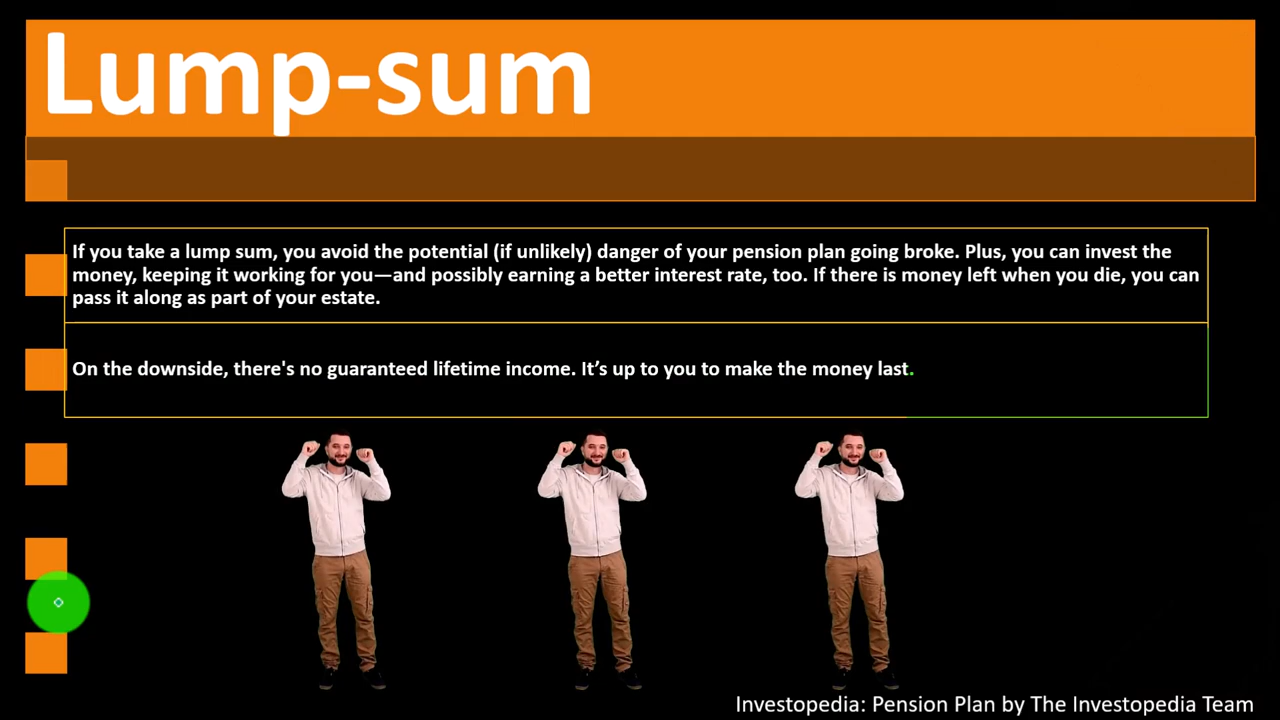 Lump-sum
If you take a lump sum, you avoid the potential (if unlikely) danger of your pension plan going broke. Plus, you can invest the
money, keeping it working for you—and possibly earning a better interest rate, too. If there is money left when you die, you can
pass it along as part of your estate.
On the downside, there's no guaranteed lifetime income. It’s up to you to make the money last.
Investopedia: Pension Plan by The Investopedia Team